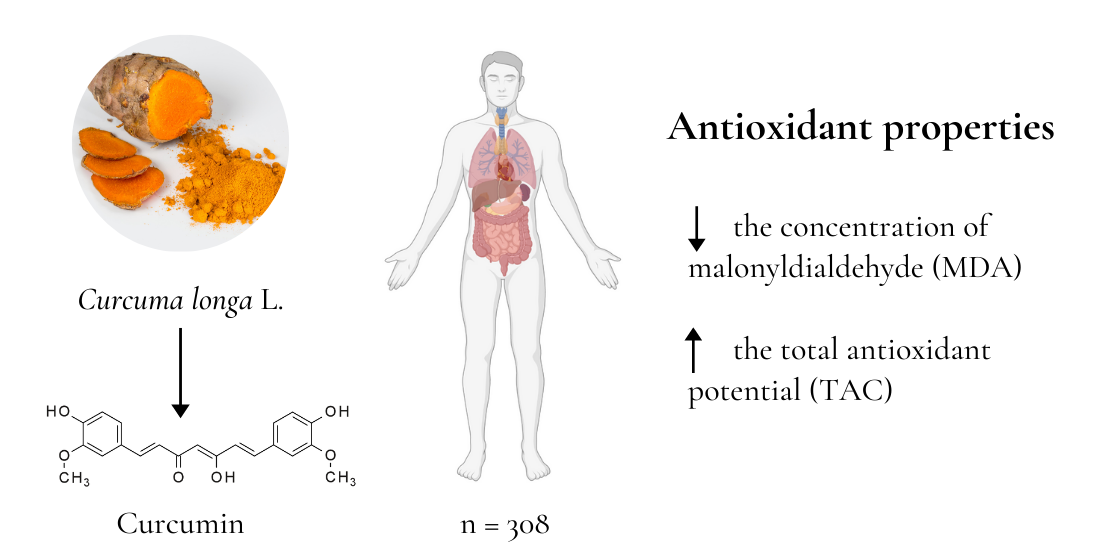 Curcuma longa L.
HO
OH
O
CH3
O
OH
O
CH3
Curcumin
n = 308
Antioxidant properties
the concentration of
malonyldialdehyde (MDA)
the total antioxidant
potential (TAC)